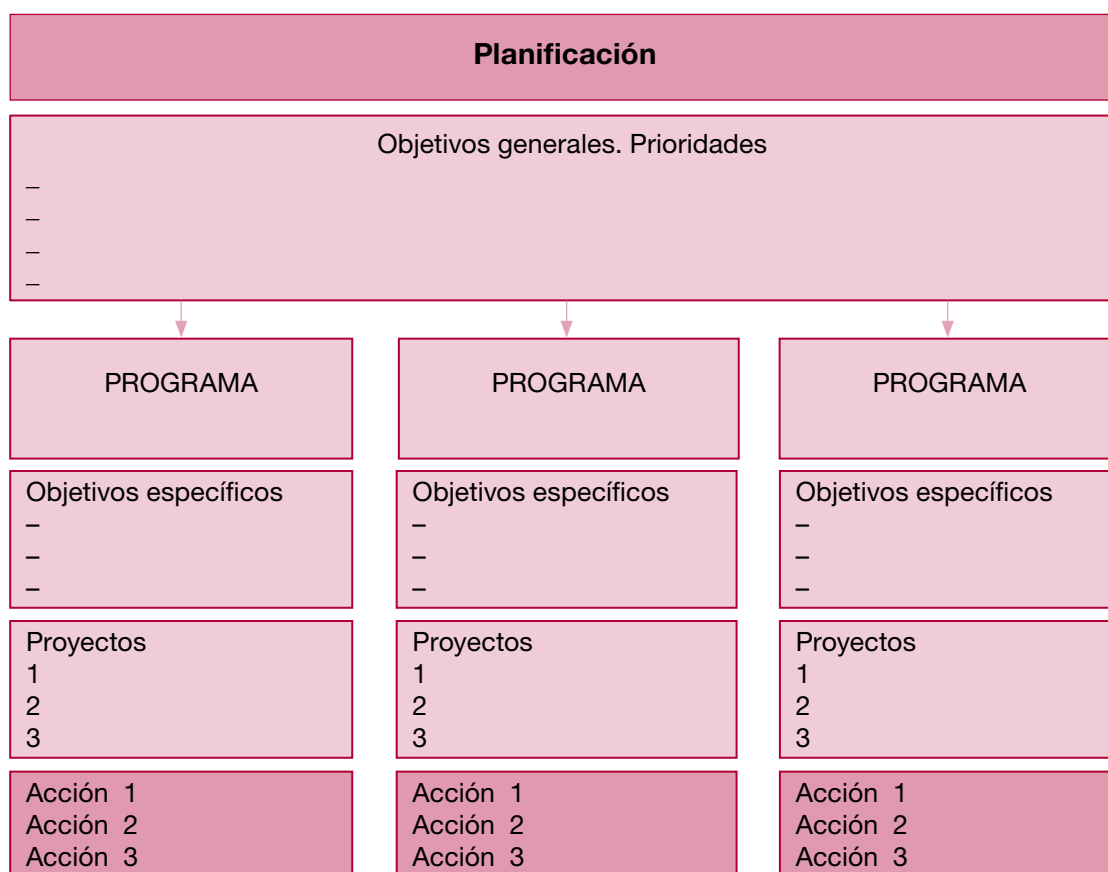 Planificación
Objetivos generales. Prioridades
–
–
–
–
PROGRAMA
PROGRAMA
PROGRAMA
Objetivos específicos
–
–
–
Objetivos específicos
–
–
–
Objetivos específicos
–
–
–
Proyectos
1
2
3
Proyectos
1
2
3
Proyectos
1
2
3
Acción 1
Acción 2
Acción 3
Acción 1
Acción 2
Acción 3
Acción 1
Acción 2
Acción 3